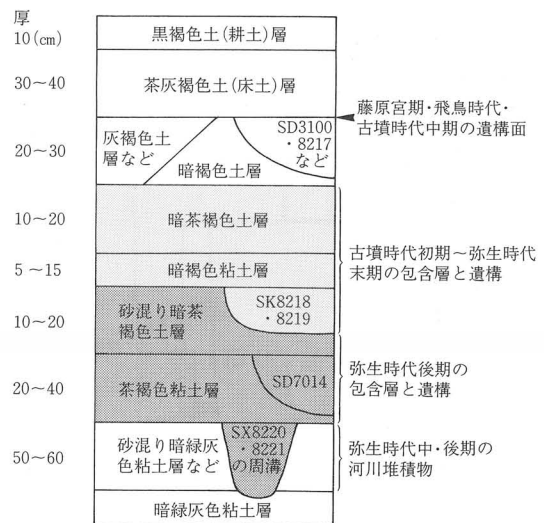 厚
10(cm)
黒褐色土(耕土)層
30〜40
茶灰褐色土(床土)層
藤原宮期・飛鳥時代・
古墳時代中期の遺構面
20〜30
灰褐色土
層など
暗褐色土層
SD3100
・8217
など
10〜20
暗茶褐色土層
5〜15
暗褐色粘土層
古墳時代初期〜弥生時代
末期の包含層と遺構
10〜20
砂混り暗茶
褐色土層
SK8218
・8219
20〜40
茶褐色粘土層
SD7014
弥生時代後期の
包含層と遺構
50〜60
砂混り暗緑灰
色粘土層など
SX8220
・8221
の周溝
弥生時代中・後期の
河川堆積物
暗緑灰色粘土層